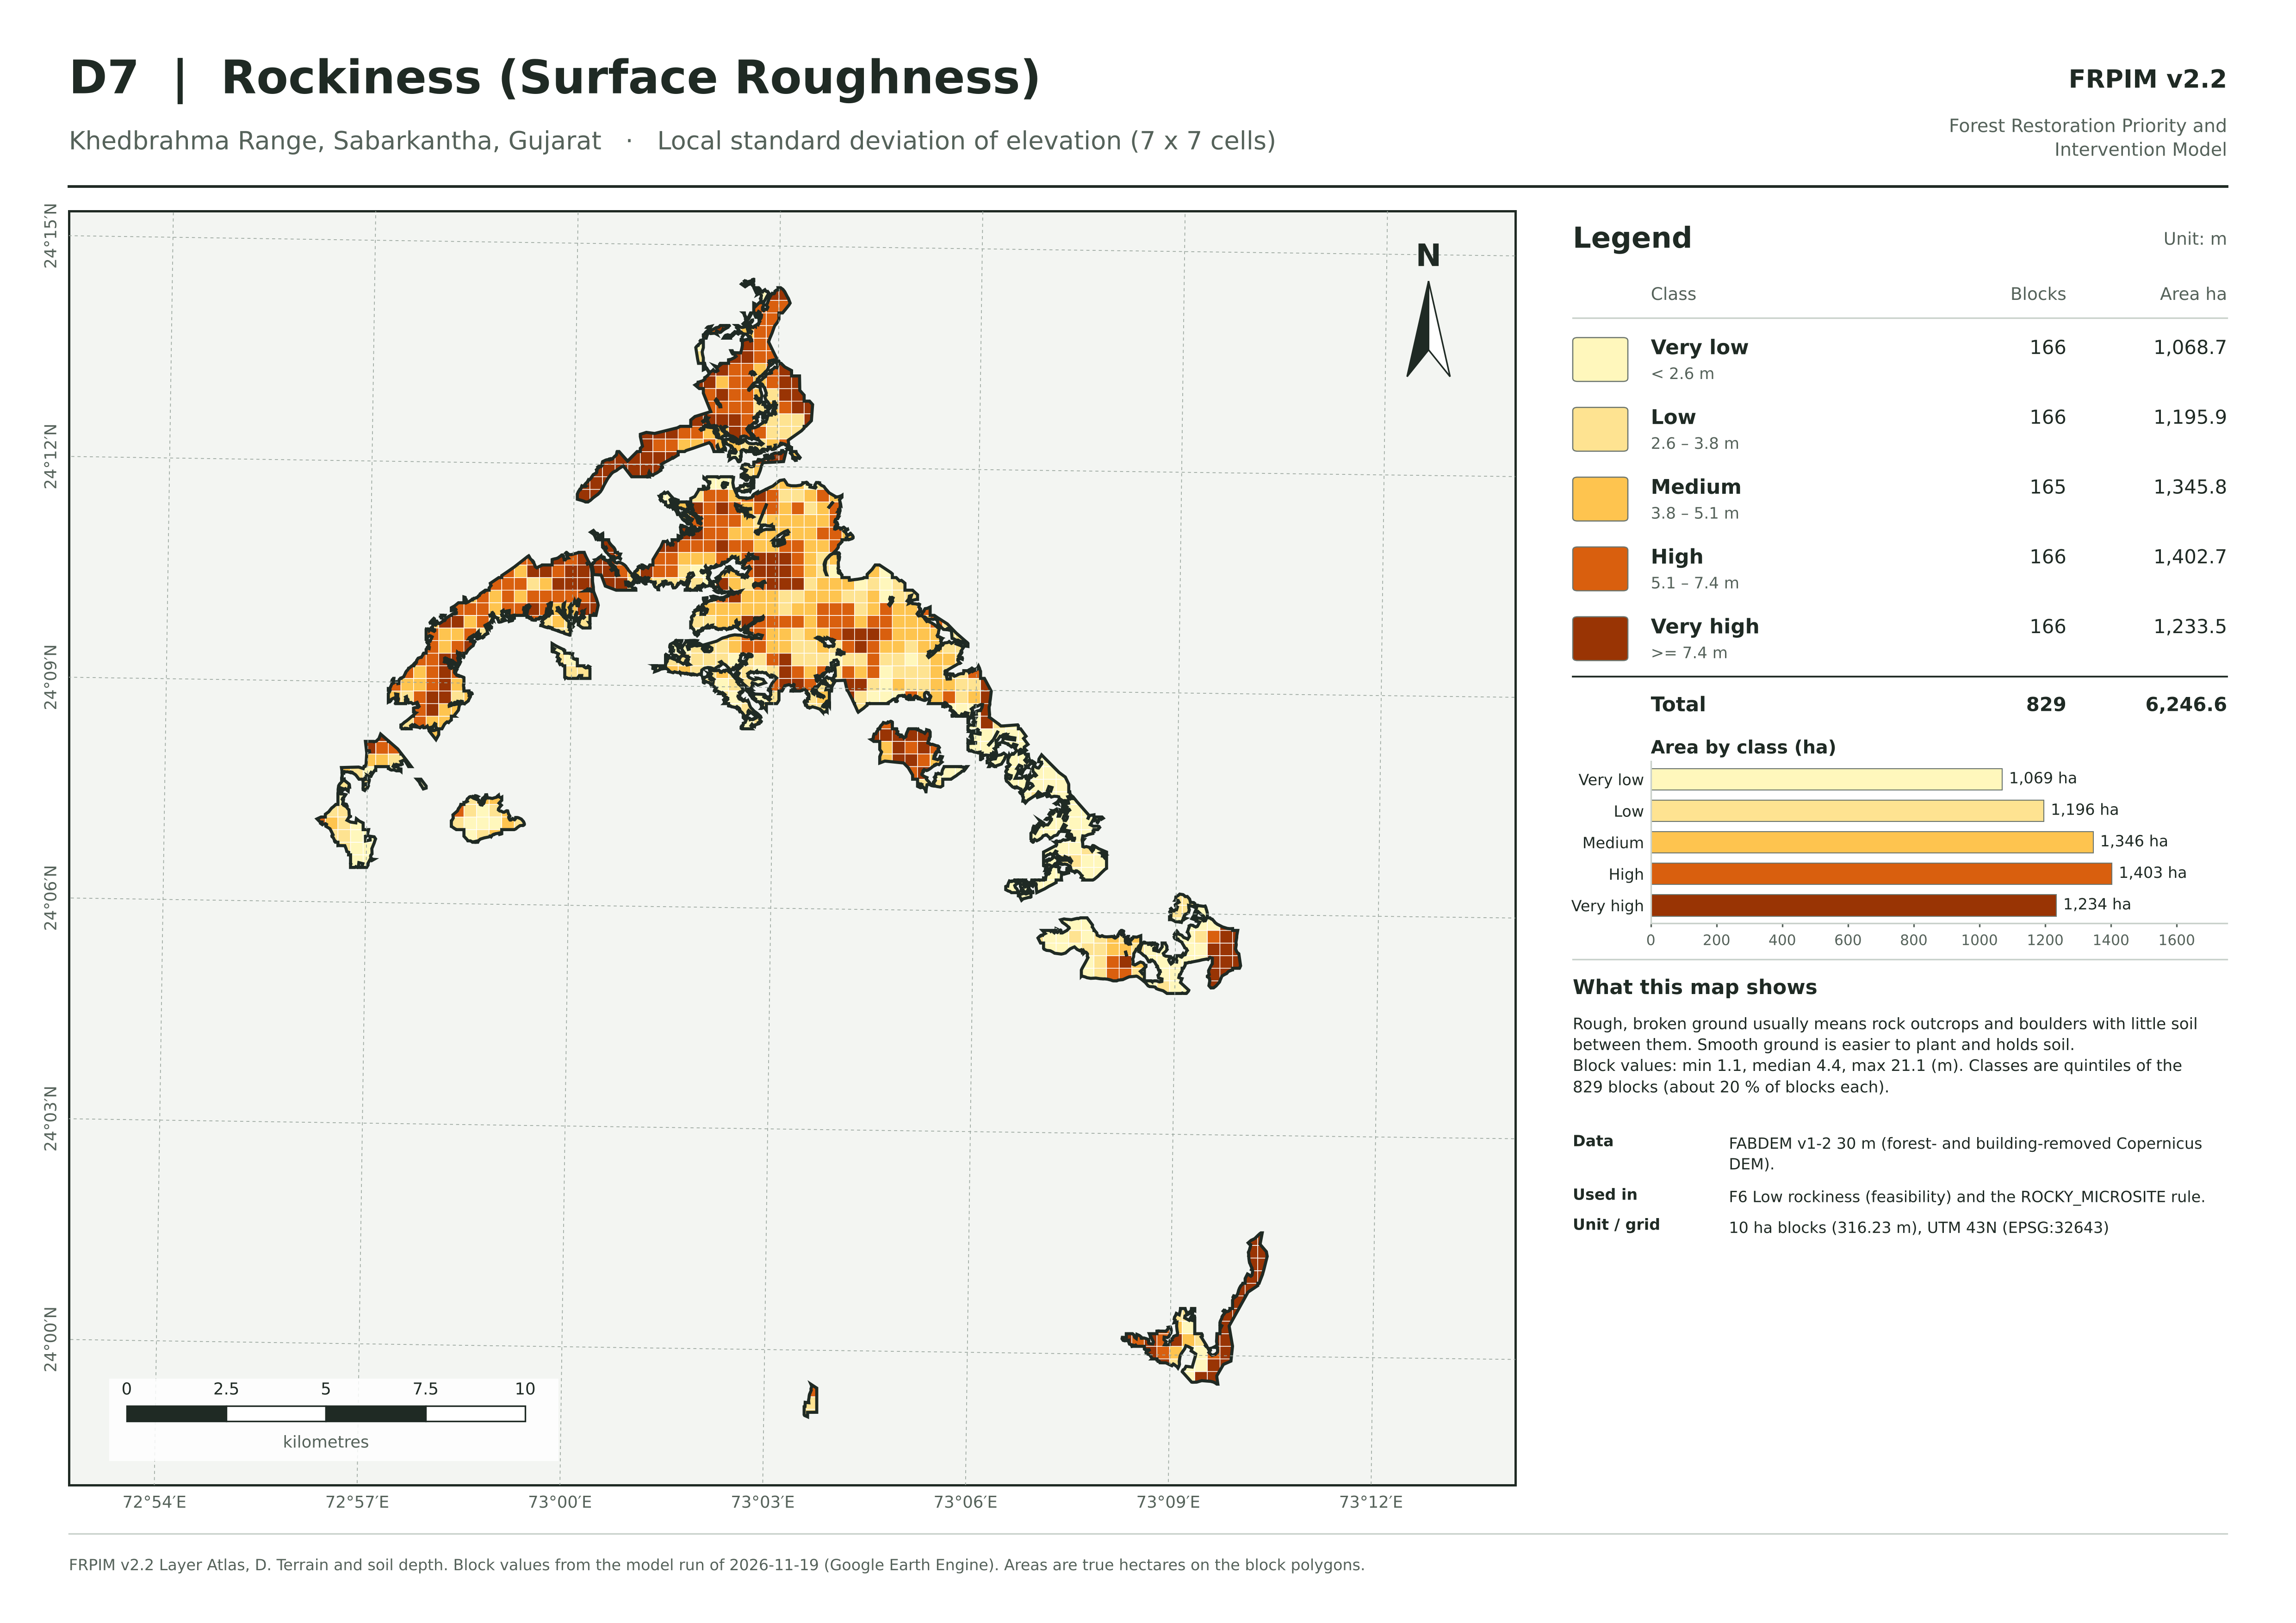 D7 | Rockiness (Surface Roughness)
FRPIM v2.2
Khedbrahma Range, Sabarkantha, Gujarat · Local standard deviation of elevation (7 x 7 cells)
Forest Restoration Priority and
Intervention Model
24°15′N
24°12′N
24°09′N
24°06′N
24°03′N
24°00′N
N
0 2.5 5 7.5 10
kilometres
72°54′E 72°57′E 73°00′E 73°03′E 73°06′E 73°09′E 73°12′E
Legend Unit: m
Class Blocks Area ha
Very low 166 1,068.7
< 2.6 m
Low 166 1,195.9
2.6 – 3.8 m
Medium 165 1,345.8
3.8 – 5.1 m
High 166 1,402.7
5.1 – 7.4 m
Very high 166 1,233.5
>= 7.4 m
Total 829 6,246.6
Area by class (ha)
Very low 1,069 ha
Low 1,196 ha
Medium 1,346 ha
High 1,403 ha
Very high 1,234 ha
0 200 400 600 800 1000 1200 1400 1600
What this map shows
Rough, broken ground usually means rock outcrops and boulders with little soil
between them. Smooth ground is easier to plant and holds soil.
Block values: min 1.1, median 4.4, max 21.1 (m). Classes are quintiles of the
829 blocks (about 20 % of blocks each).
Data FABDEM v1-2 30 m (forest- and building-removed Copernicus
DEM).
Used in F6 Low rockiness (feasibility) and the ROCKY_MICROSITE rule.
Unit / grid 10 ha blocks (316.23 m), UTM 43N (EPSG:32643)
FRPIM v2.2 Layer Atlas, D. Terrain and soil depth. Block values from the model run of 2026-11-19 (Google Earth Engine). Areas are true hectares on the block polygons.